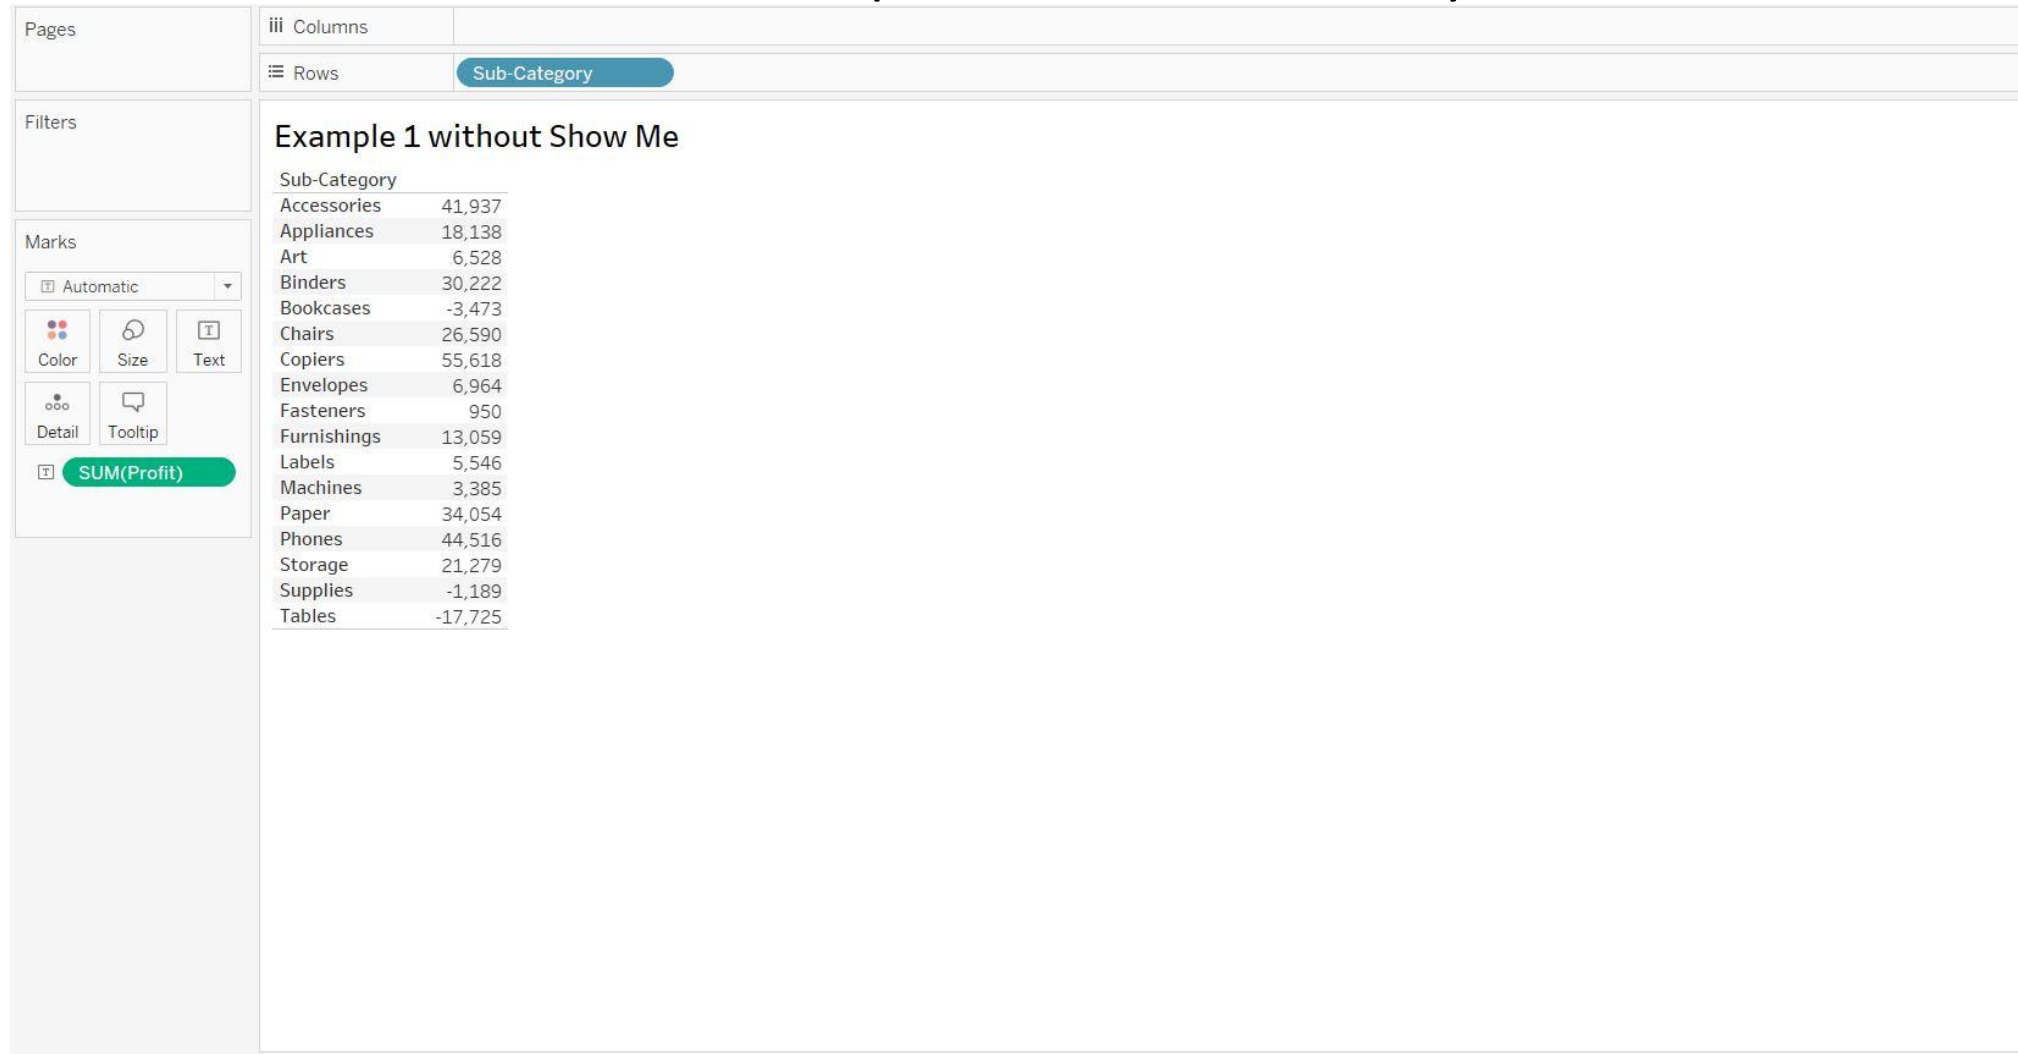 Pages
iii Columns
Rows Sub-Category
Filters
Example 1 without Show Me
Sub-Category
Accessories 41,937
Appliances 18,138
Art 6,528
Binders 30,222
Bookcases -3,473
Chairs 26,590
Copiers 55,618
Envelopes 6,964
Fasteners 950
Furnishings 13,059
Labels 5,546
Machines 3,385
Paper 34,054
Phones 44,516
Storage 21,279
Supplies -1,189
Tables -17,725
Marks
T Automatic
T
Color Size Text
Detail Tooltip
T SUM(Profit)